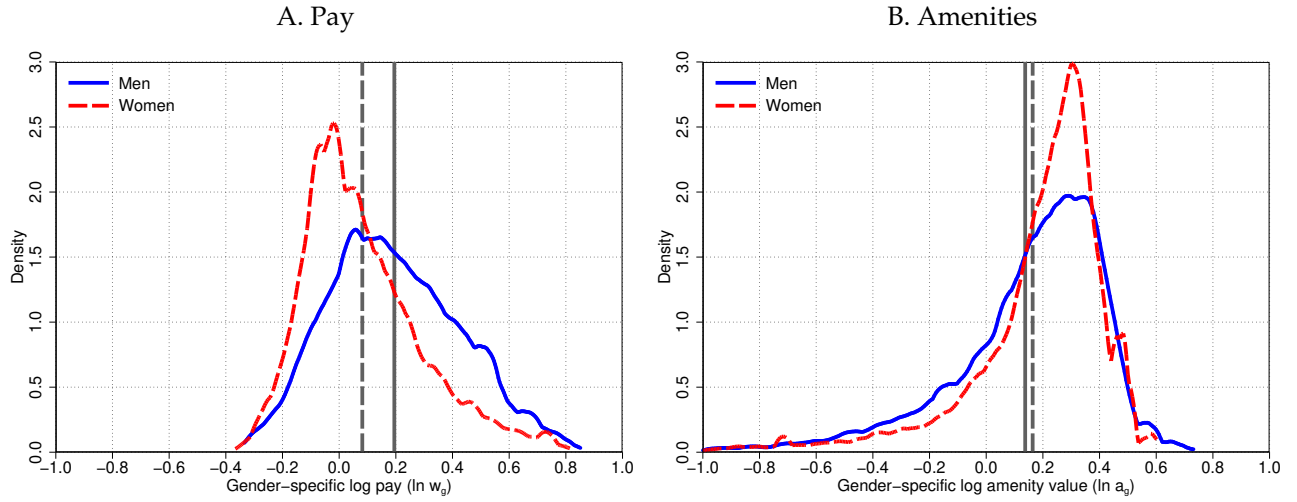 A. Pay
3.0
2.5
2.0
1.5
1.0
0.5
0.0
Density
Men
Women
-1.0 -0.8 -0.6 -0.4 -0.2 0.0 0.2 0.4 0.6 0.8 1.0
Gender-specific log pay (ln wg)
B. Amenities
3.0
2.5
2.0
1.5
1.0
0.5
0.0
Density
Men
Women
-1.0 -0.8 -0.6 -0.4 -0.2 0.0 0.2 0.4 0.6 0.8 1.0
Gender-specific log amenity value (ln ag)